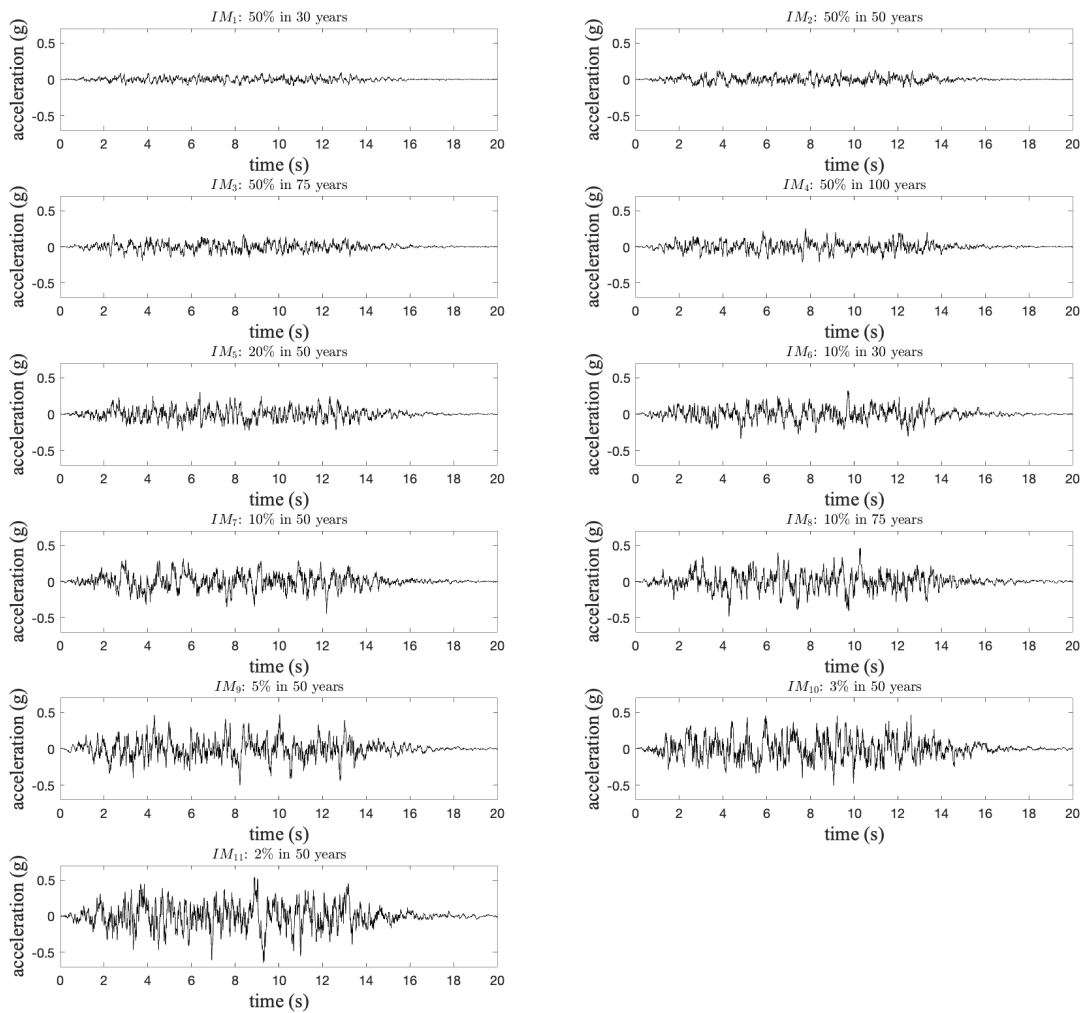 IM₁: 50% in 30 years
acceleration (g)
0.5
0
-0.5
0 2 4 6 8 10 12 14 16 18 20
time (s)
IM₂: 50% in 50 years
acceleration (g)
0.5
0
-0.5
0 2 4 6 8 10 12 14 16 18 20
time (s)
IM₃: 50% in 75 years
acceleration (g)
0.5
0
-0.5
0 2 4 6 8 10 12 14 16 18 20
time (s)
IM₄: 50% in 100 years
acceleration (g)
0.5
0
-0.5
0 2 4 6 8 10 12 14 16 18 20
time (s)
IM₅: 20% in 50 years
acceleration (g)
0.5
0
-0.5
0 2 4 6 8 10 12 14 16 18 20
time (s)
IM₆: 10% in 30 years
acceleration (g)
0.5
0
-0.5
0 2 4 6 8 10 12 14 16 18 20
time (s)
IM₇: 10% in 50 years
acceleration (g)
0.5
0
-0.5
0 2 4 6 8 10 12 14 16 18 20
time (s)
IM₈: 10% in 75 years
acceleration (g)
0.5
0
-0.5
0 2 4 6 8 10 12 14 16 18 20
time (s)
IM₉: 5% in 50 years
acceleration (g)
0.5
0
-0.5
0 2 4 6 8 10 12 14 16 18 20
time (s)
IM₁₀: 3% in 50 years
acceleration (g)
0.5
0
-0.5
0 2 4 6 8 10 12 14 16 18 20
time (s)
IM₁₁: 2% in 50 years
acceleration (g)
0.5
0
-0.5
0 2 4 6 8 10 12 14 16 18 20
time (s)